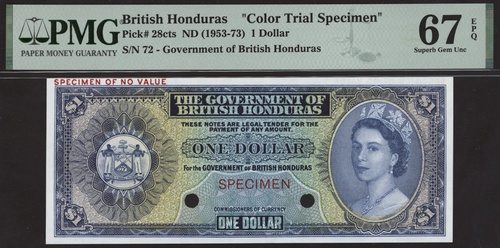 PMG
PAPER MONEY GUARANTY
British Honduras "Color Trial Specimen"
Pick# 28cts ND (1953-73) 1 Dollar
S/N 72 - Government of British Honduras
67 EPQ
Superb Gem Unc
SPECIMEN OF NO VALUE
$1
$1
THE GOVERNMENT OF
BRITISH HONDURAS
THESE NOTES ARE LEGAL TENDER FOR THE
PAYMENT OF ANY AMOUNT.
ONE DOLLAR
For the GOVERNMENT OF BRITISH HONDURAS
SPECIMEN
COMMISSIONERS OF CURRENCY
ONE DOLLAR
$1